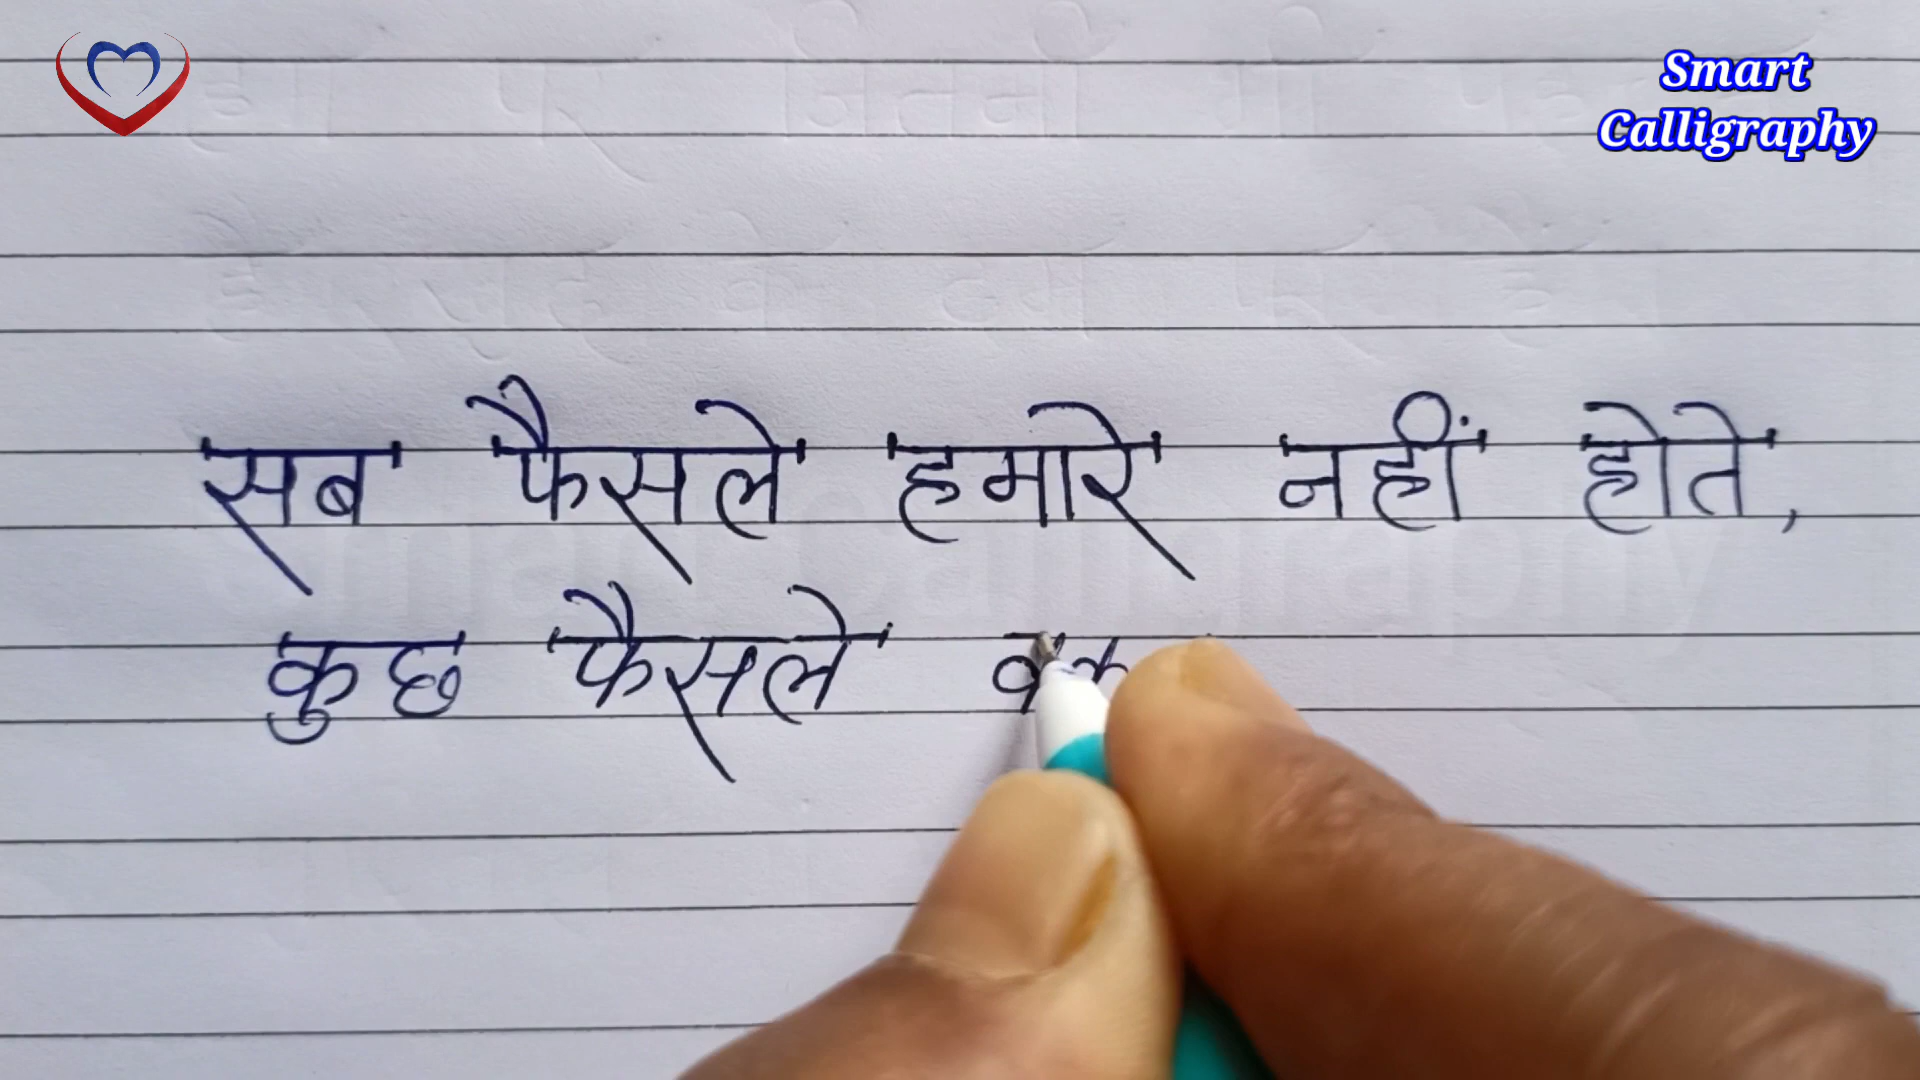 Smart
Calligraphy
सब फैसले हमारे नहीं होते,
कुछ फैसले